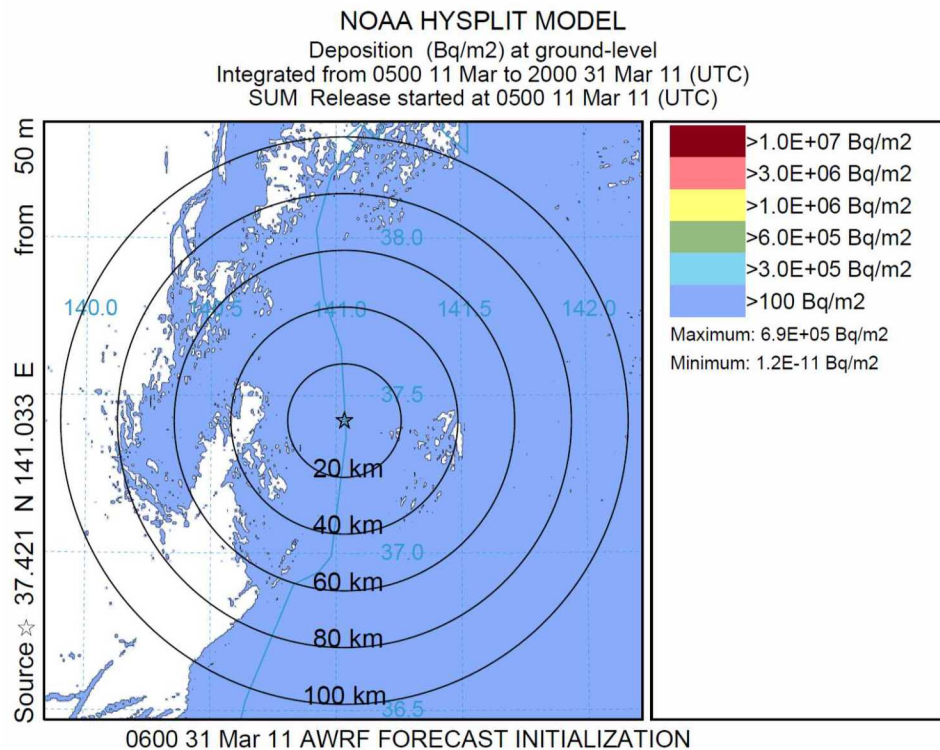 NOAA HYSPLIT MODEL
Deposition (Bq/m2) at ground-level
Integrated from 0500 11 Mar to 2000 31 Mar 11 (UTC)
SUM Release started at 0500 11 Mar 11 (UTC)
Source ☆ 37.421 N 141.033 E from 50 m
38.0
140.0
140.5
141.0
141.5
142.0
37.5
20 km
40 km
37.0
60 km
80 km
100 km
36.5
>1.0E+07 Bq/m2
>3.0E+06 Bq/m2
>1.0E+06 Bq/m2
>6.0E+05 Bq/m2
>3.0E+05 Bq/m2
>100 Bq/m2
Maximum: 6.9E+05 Bq/m2
Minimum: 1.2E-11 Bq/m2
0600 31 Mar 11 AWRF FORECAST INITIALIZATION